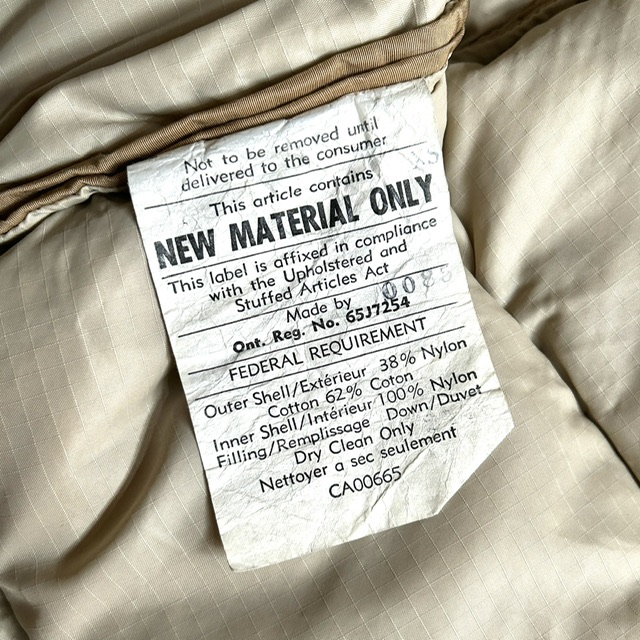 Not to be removed until
delivered to the consumer
XS
This article contains
NEW MATERIAL ONLY
This label is affixed in compliance
with the Upholstered and
Stuffed Articles Act
Made by
Ont. Reg. No. 65J7254
FEDERAL REQUIREMENT
Outer Shell/Extérieur 38% Nylon
Cotton 62% Coton
Inner Shell/Intérieur 100% Nylon
Filling/Remplissage Down/Duvet
Dry Clean Only
Nettoyer a sec seulement
CA00665